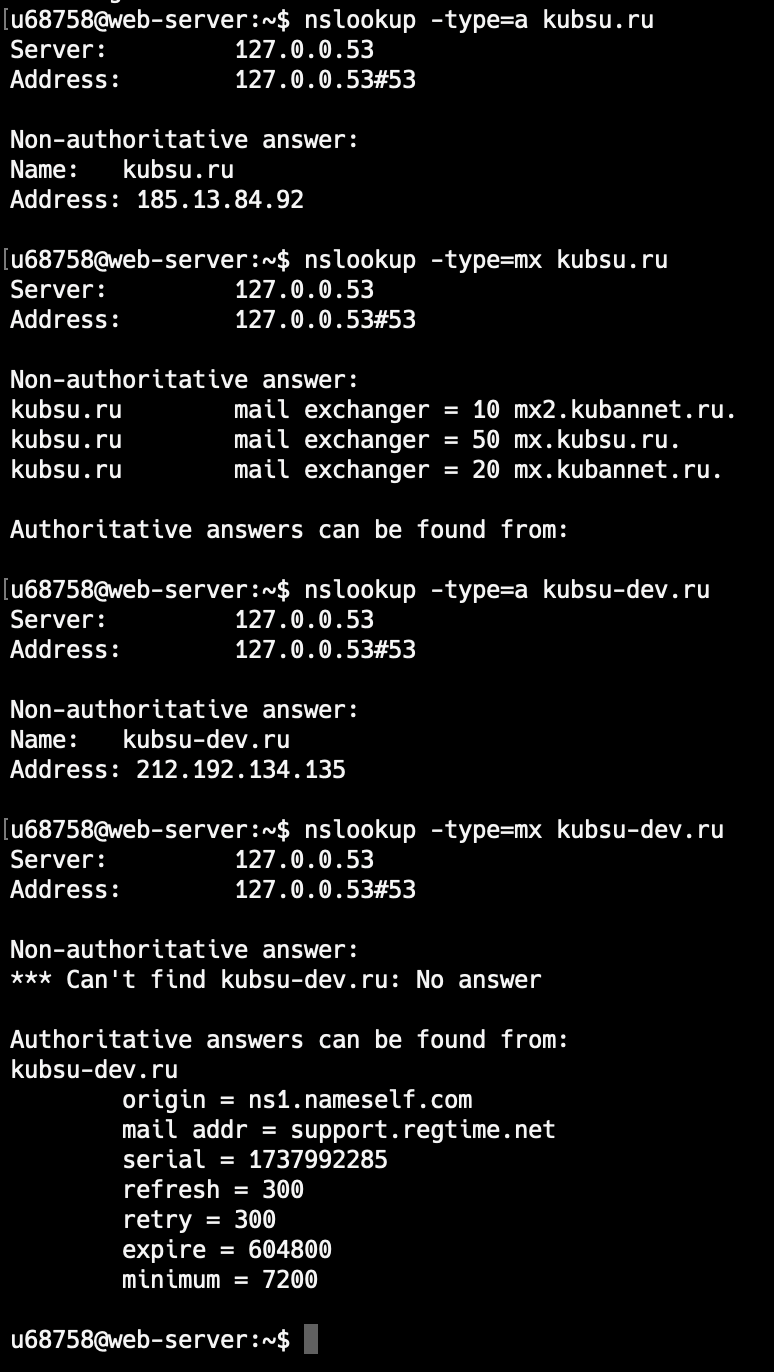 [u68758@web-server:~$ nslookup -type=a kubsu.ru
Server:         127.0.0.53
Address:        127.0.0.53#53

Non-authoritative answer:
Name:   kubsu.ru
Address: 185.13.84.92

[u68758@web-server:~$ nslookup -type=mx kubsu.ru
Server:         127.0.0.53
Address:        127.0.0.53#53

Non-authoritative answer:
kubsu.ru        mail exchanger = 10 mx2.kubannet.ru.
kubsu.ru        mail exchanger = 50 mx.kubsu.ru.
kubsu.ru        mail exchanger = 20 mx.kubannet.ru.

Authoritative answers can be found from:

[u68758@web-server:~$ nslookup -type=a kubsu-dev.ru
Server:         127.0.0.53
Address:        127.0.0.53#53

Non-authoritative answer:
Name:   kubsu-dev.ru
Address: 212.192.134.135

[u68758@web-server:~$ nslookup -type=mx kubsu-dev.ru
Server:         127.0.0.53
Address:        127.0.0.53#53

Non-authoritative answer:
*** Can't find kubsu-dev.ru: No answer

Authoritative answers can be found from:
kubsu-dev.ru
        origin = ns1.nameself.com
        mail addr = support.regtime.net
        serial = 1737992285
        refresh = 300
        retry = 300
        expire = 604800
        minimum = 7200

u68758@web-server:~$